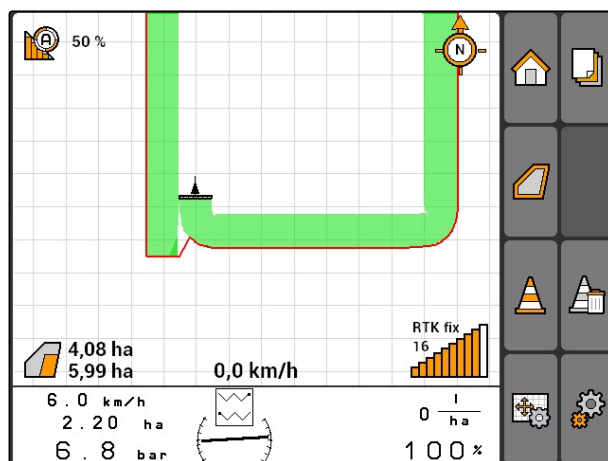 A
50 %
N
RTK fix
16
4,08 ha
5,99 ha
0,0 km/h
6.0 km/h
2.20 ha
6.8 bar
0 l/ha
100%